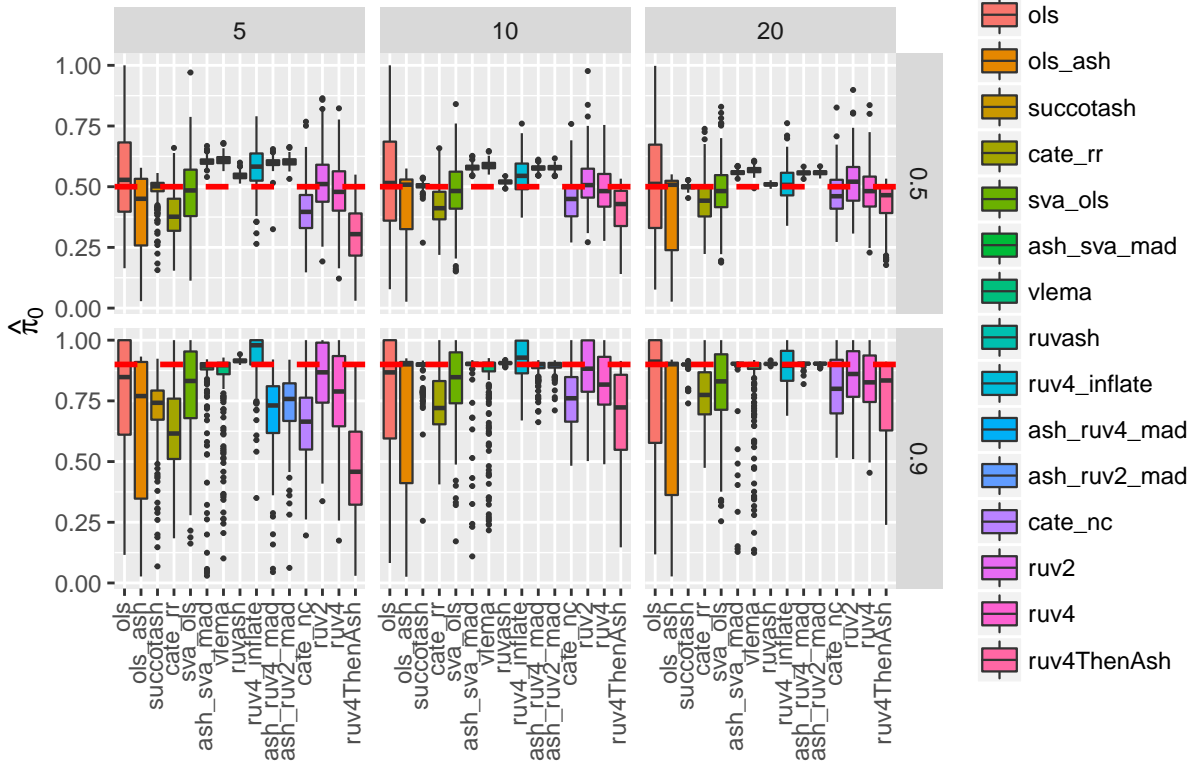 5
10
20
1.00
0.75
0.50
0.25
0.00
0.5
1.00
0.75
0.50
0.25
0.00
0.9
π̂0
ols
ols_ash
succotash
cate_rr
sva_ols
ash_sva_mad
vlema
ruvash
ruv4_inflate
ash_ruv4_mad
ash_ruv2_mad
cate_nc
ruv2
ruv4
ruv4ThenAsh
ols
ols_ash
succotash
cate_rr
sva_ols
ash_sva_mad
vlema
ruvash
ruv4_inflate
ash_ruv4_mad
ash_ruv2_mad
cate_nc
ruv2
ruv4
ruv4ThenAsh
ols
ols_ash
succotash
cate_rr
sva_ols
ash_sva_mad
vlema
ruvash
ruv4_inflate
ash_ruv4_mad
ash_ruv2_mad
cate_nc
ruv2
ruv4
ruv4ThenAsh
ols
ols_ash
succotash
cate_rr
sva_ols
ash_sva_mad
vlema
ruvash
ruv4_inflate
ash_ruv4_mad
ash_ruv2_mad
cate_nc
ruv2
ruv4
ruv4ThenAsh